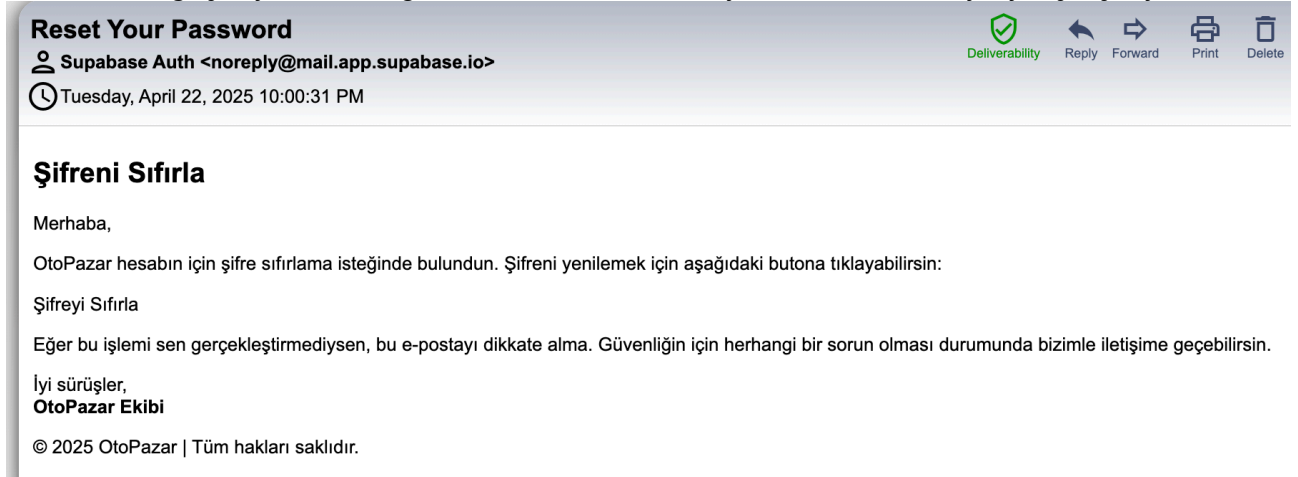 Reset Your Password
Supabase Auth <noreply@mail.app.supabase.io>
Tuesday, April 22, 2025 10:00:31 PM
Deliverability
Reply
Forward
Print
Delete
Şifreni Sıfırla
Merhaba,
OtoPazar hesabın için şifre sıfırlama isteğinde bulundun. Şifreni yenilemek için aşağıdaki butona tıklayabilirsin:
Şifreyi Sıfırla
Eğer bu işlemi sen gerçekleştirmediysen, bu e-postayı dikkate alma. Güvenliğin için herhangi bir sorun olması durumunda bizimle iletişime geçebilirsin.
İyi sürüşler,
OtoPazar Ekibi
© 2025 OtoPazar | Tüm hakları saklıdır.